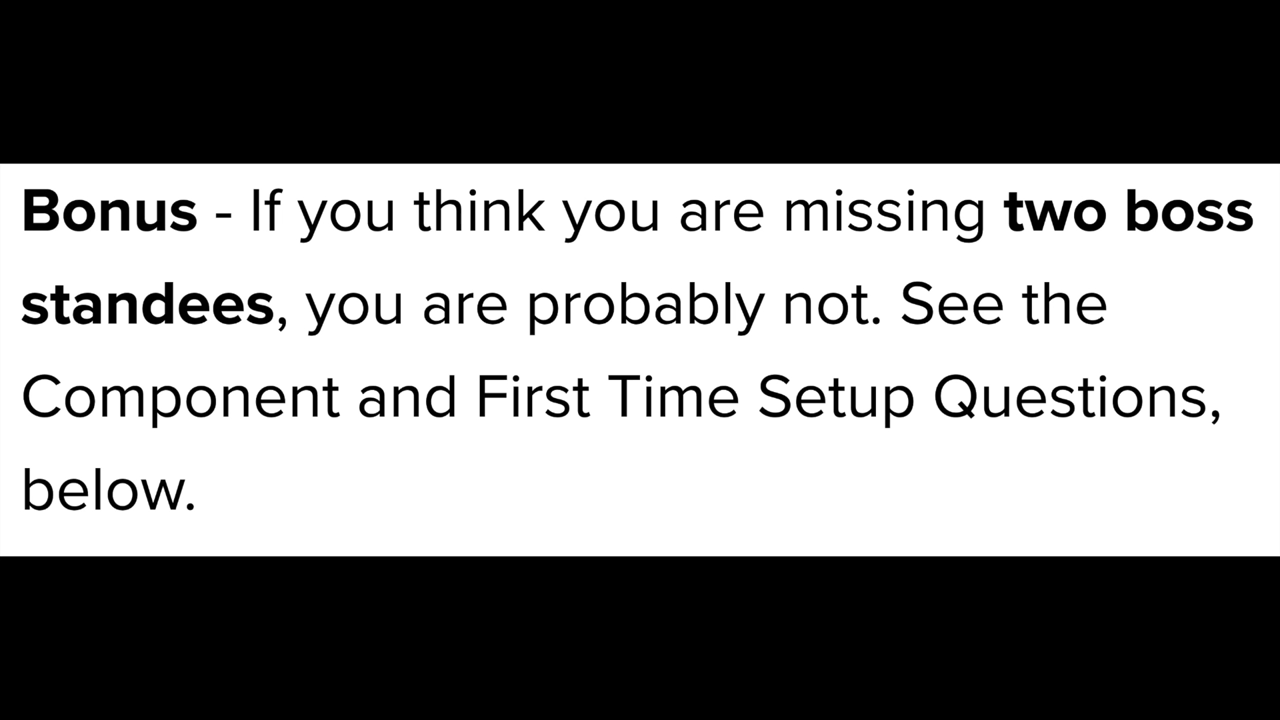 Bonus - If you think you are missing two boss
standees, you are probably not. See the
Component and First Time Setup Questions,
below.